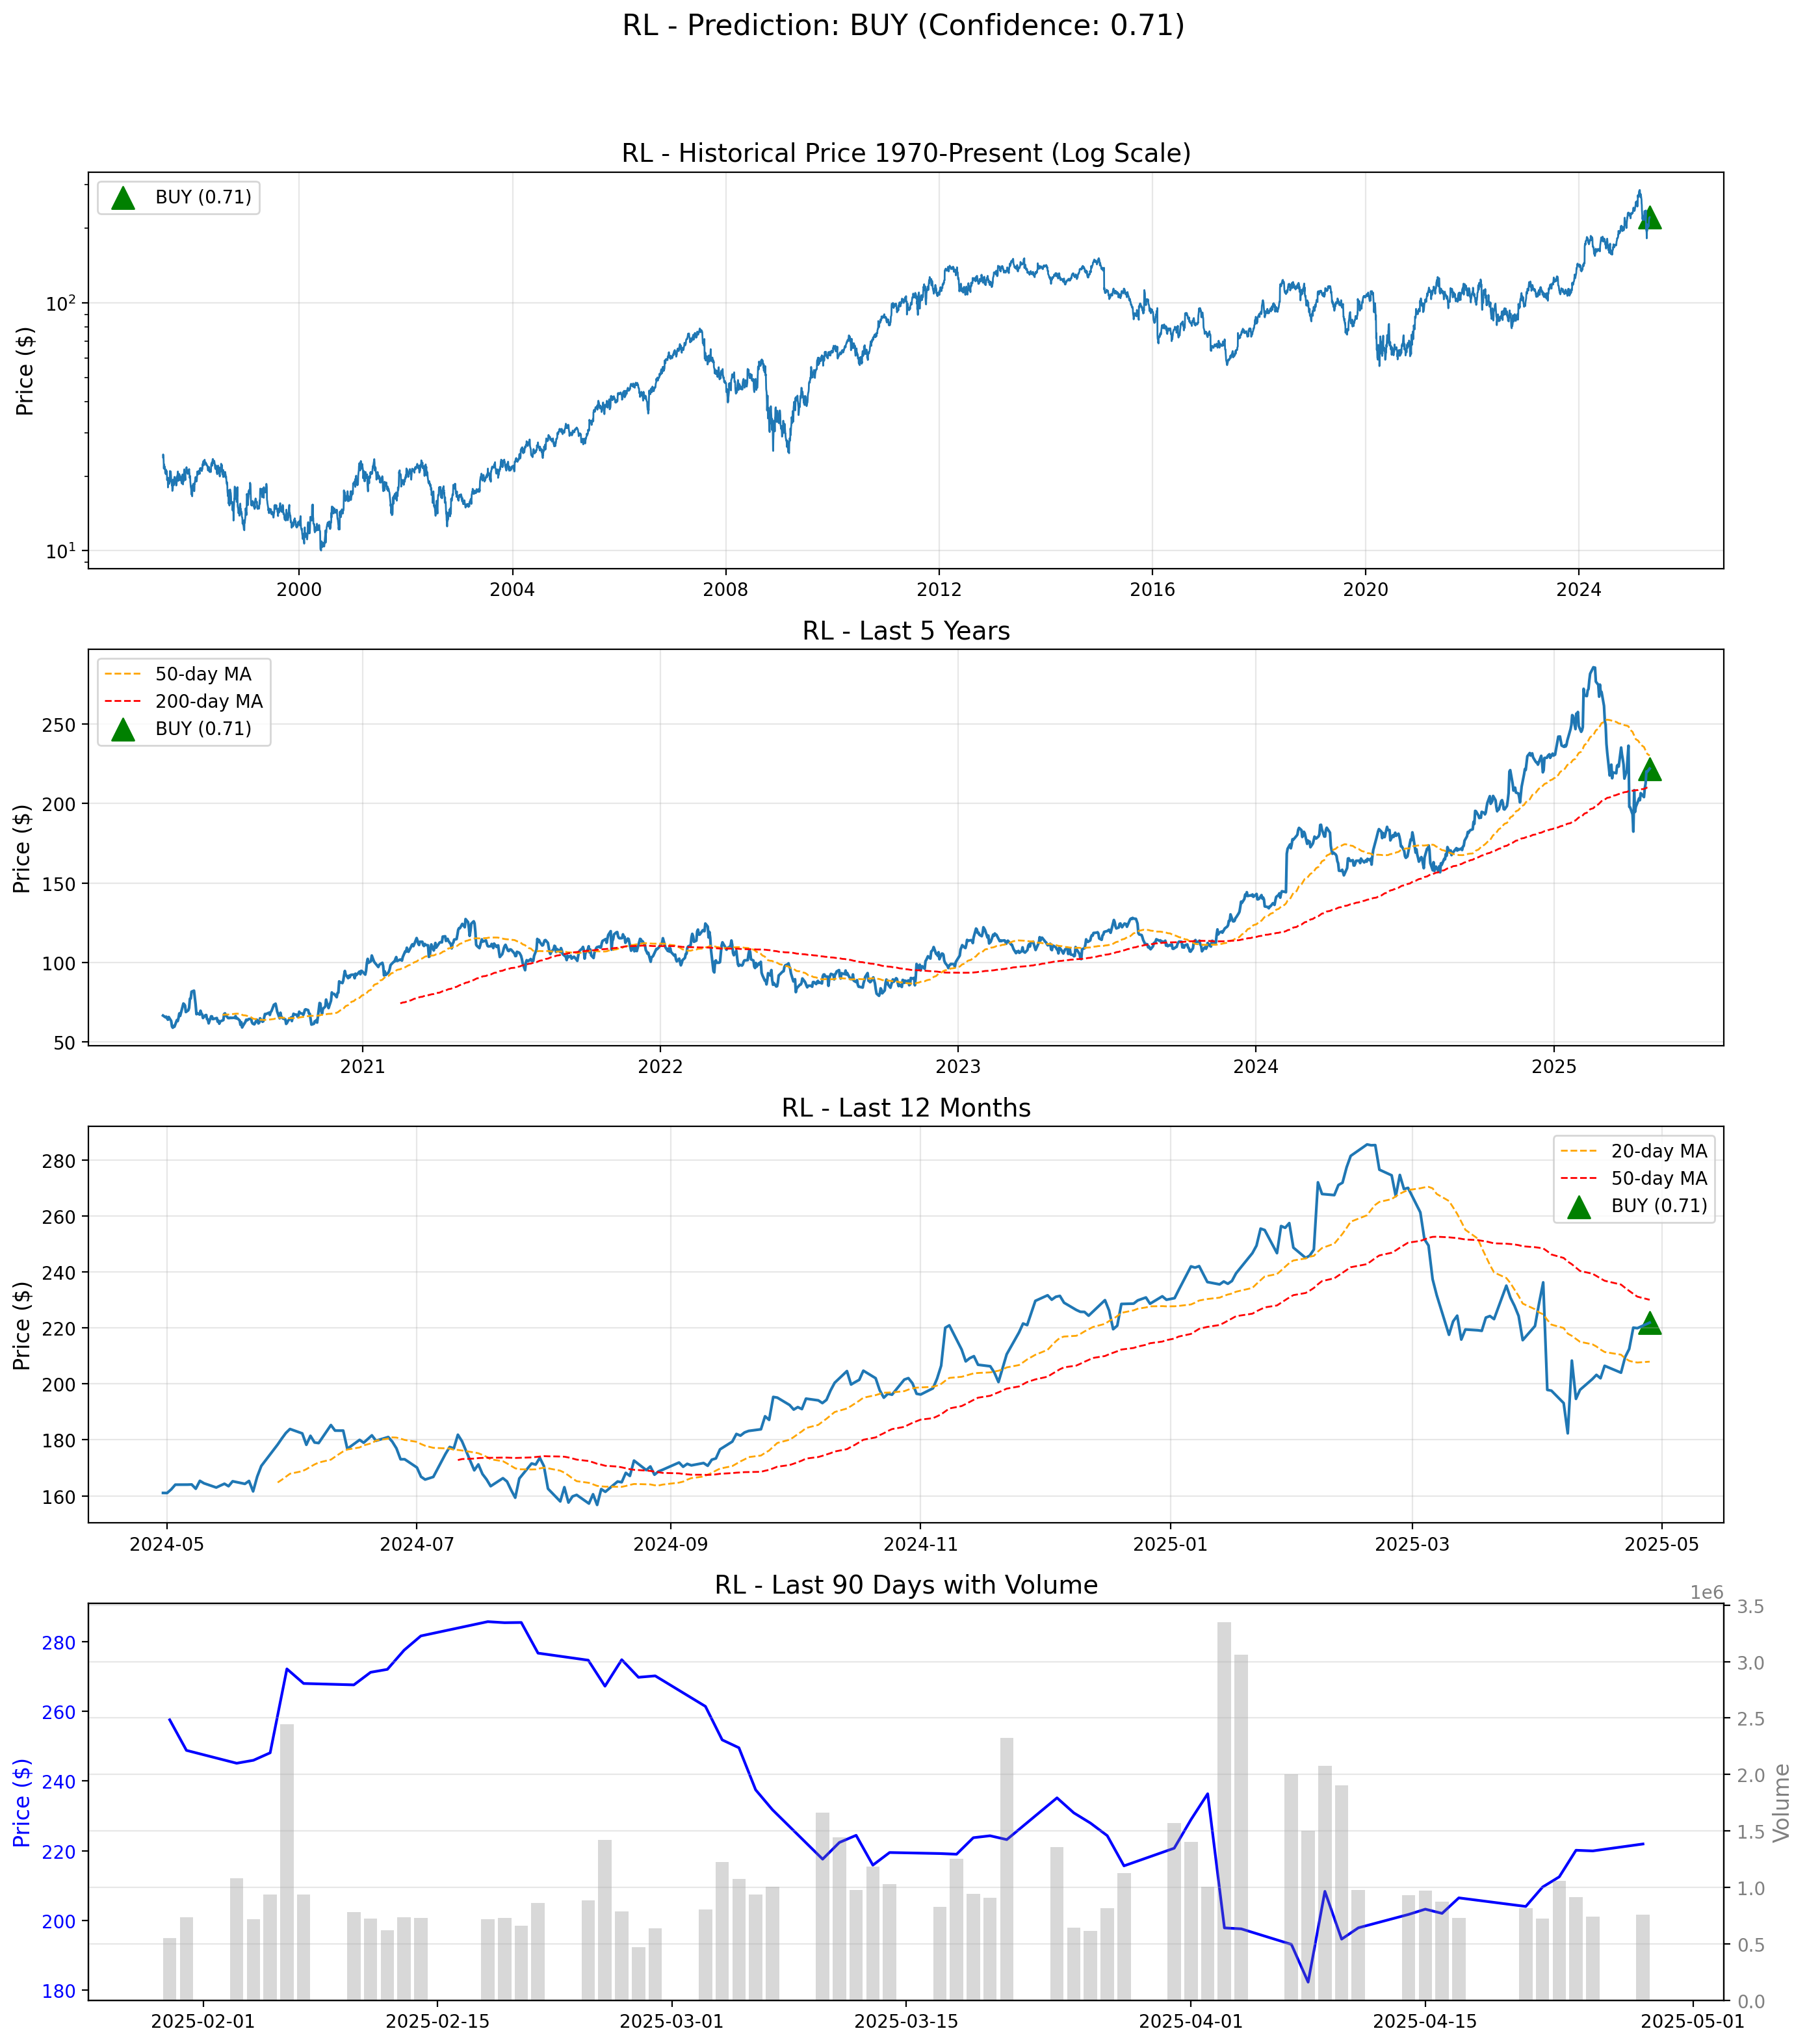 RL - Prediction: BUY (Confidence: 0.71)
RL - Historical Price 1970-Present (Log Scale)
BUY (0.71)
Price ($)
10²
10¹
2000 2004 2008 2012 2016 2020 2024
RL - Last 5 Years
50-day MA
200-day MA
BUY (0.71)
Price ($)
250
200
150
100
50
2021 2022 2023 2024 2025
RL - Last 12 Months
20-day MA
50-day MA
BUY (0.71)
Price ($)
280
260
240
220
200
180
160
2024-05 2024-07 2024-09 2024-11 2025-01 2025-03 2025-05
RL - Last 90 Days with Volume
1e6
Price ($)
280
260
240
220
200
180
3.5
3.0
2.5
2.0
1.5
1.0
0.5
0.0
Volume
2025-02-01 2025-02-15 2025-03-01 2025-03-15 2025-04-01 2025-04-15 2025-05-01